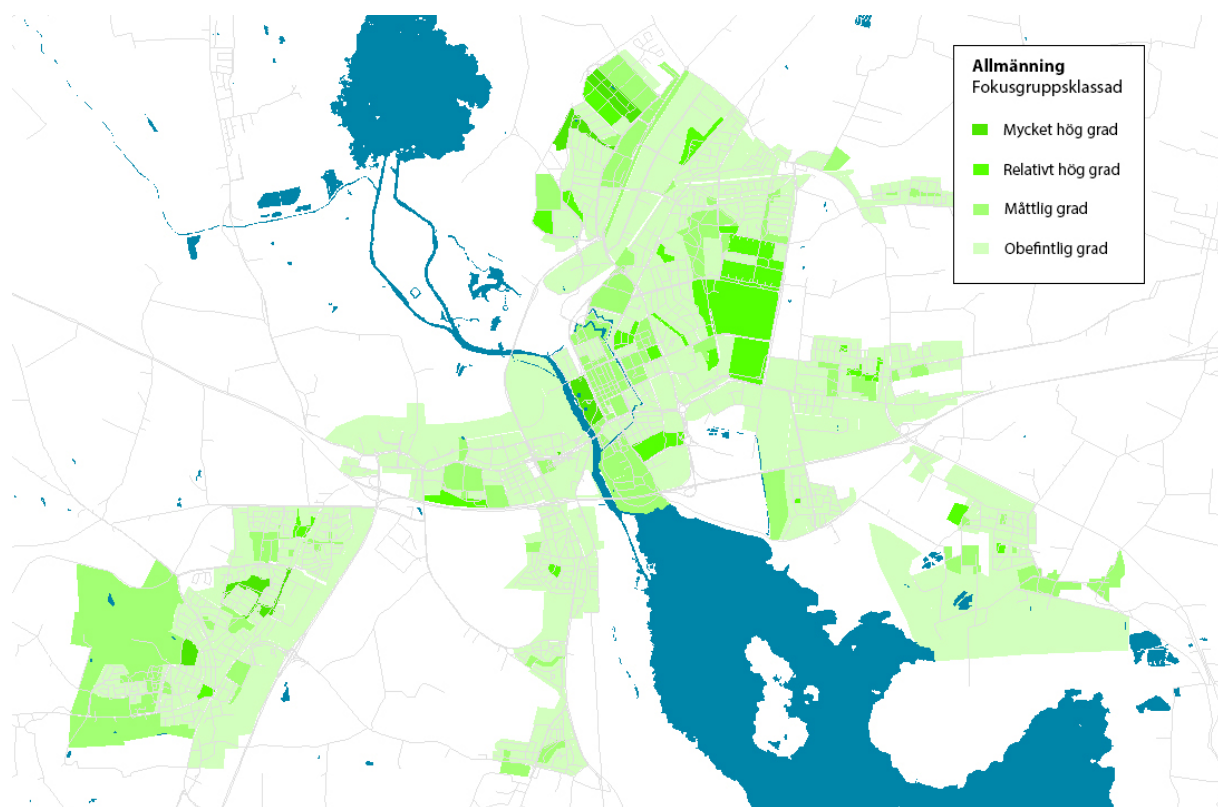 Allmänning
Fokusgruppsklassad
Mycket hög grad
Relativt hög grad
Måttlig grad
Obefintlig grad